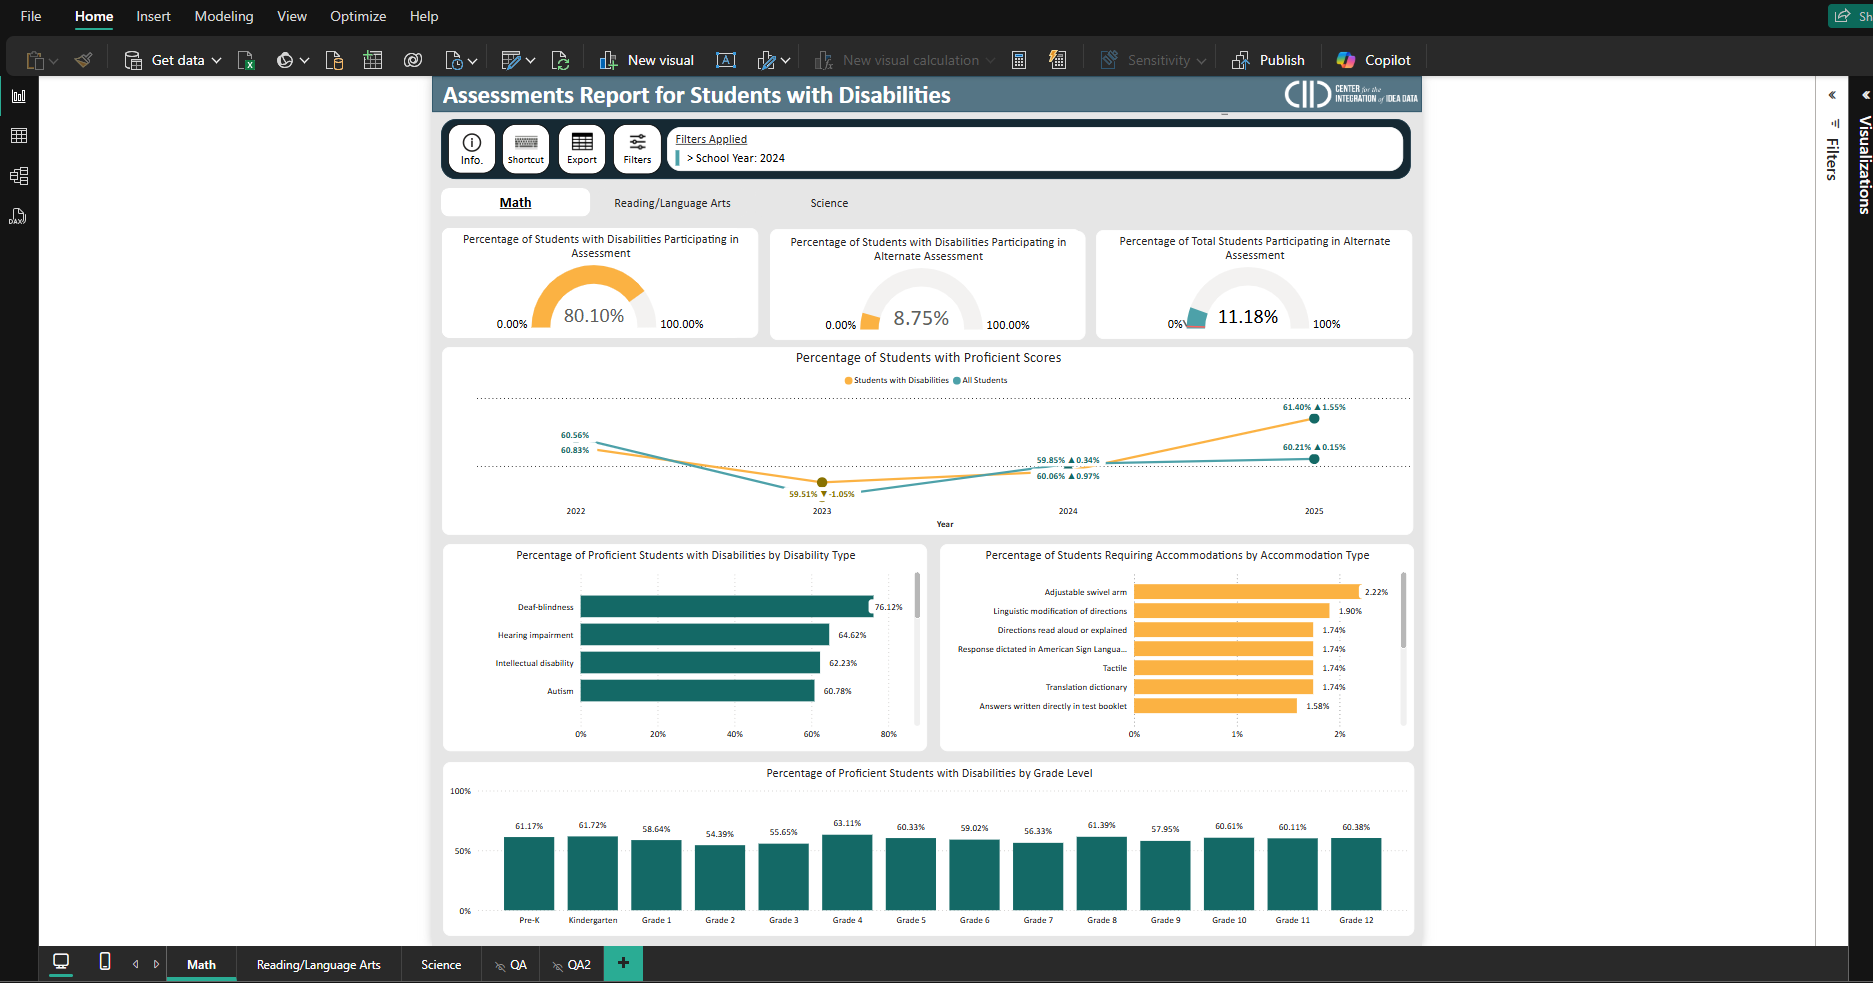 File Home Insert Modeling View Optimize Help
Sh
Get data New visual New visual calculation Sensitivity Publish Copilot
Assessments Report for Students with Disabilities
CIID CENTER for the
INTEGRATION of IDEA DATA
Info. Shortcut Export Filters
Filters Applied
> School Year: 2024
Math Reading/Language Arts Science
Percentage of Students with Disabilities Participating in
Assessment
80.10%
0.00% 100.00%
Percentage of Students with Disabilities Participating in
Alternate Assessment
8.75%
0.00% 100.00%
Percentage of Total Students Participating in Alternate
Assessment
11.18%
0% 100%
Percentage of Students with Proficient Scores
Students with Disabilities All Students
60.56%
60.83%
59.51% ▼ -1.05%
59.85% ▲ 0.34%
60.06% ▲ 0.97%
61.40% ▲ 1.55%
60.21% ▲ 0.15%
2022 2023 2024 2025
Year
Percentage of Proficient Students with Disabilities by Disability Type
Deaf-blindness 76.12%
Hearing impairment 64.62%
Intellectual disability 62.23%
Autism 60.78%
0% 20% 40% 60% 80%
Percentage of Students Requiring Accommodations by Accommodation Type
Adjustable swivel arm 2.22%
Linguistic modification of directions 1.90%
Directions read aloud or explained 1.74%
Response dictated in American Sign Langua... 1.74%
Tactile 1.74%
Translation dictionary 1.74%
Answers written directly in test booklet 1.58%
0% 1% 2%
Percentage of Proficient Students with Disabilities by Grade Level
100%
50%
0%
61.17% 61.72% 58.64% 54.39% 55.65% 63.11% 60.33% 59.02% 56.33% 61.39% 57.95% 60.61% 60.11% 60.38%
Pre-K Kindergarten Grade 1 Grade 2 Grade 3 Grade 4 Grade 5 Grade 6 Grade 7 Grade 8 Grade 9 Grade 10 Grade 11 Grade 12
Filters
Visualizations
DAX
Math Reading/Language Arts Science QA QA2 +